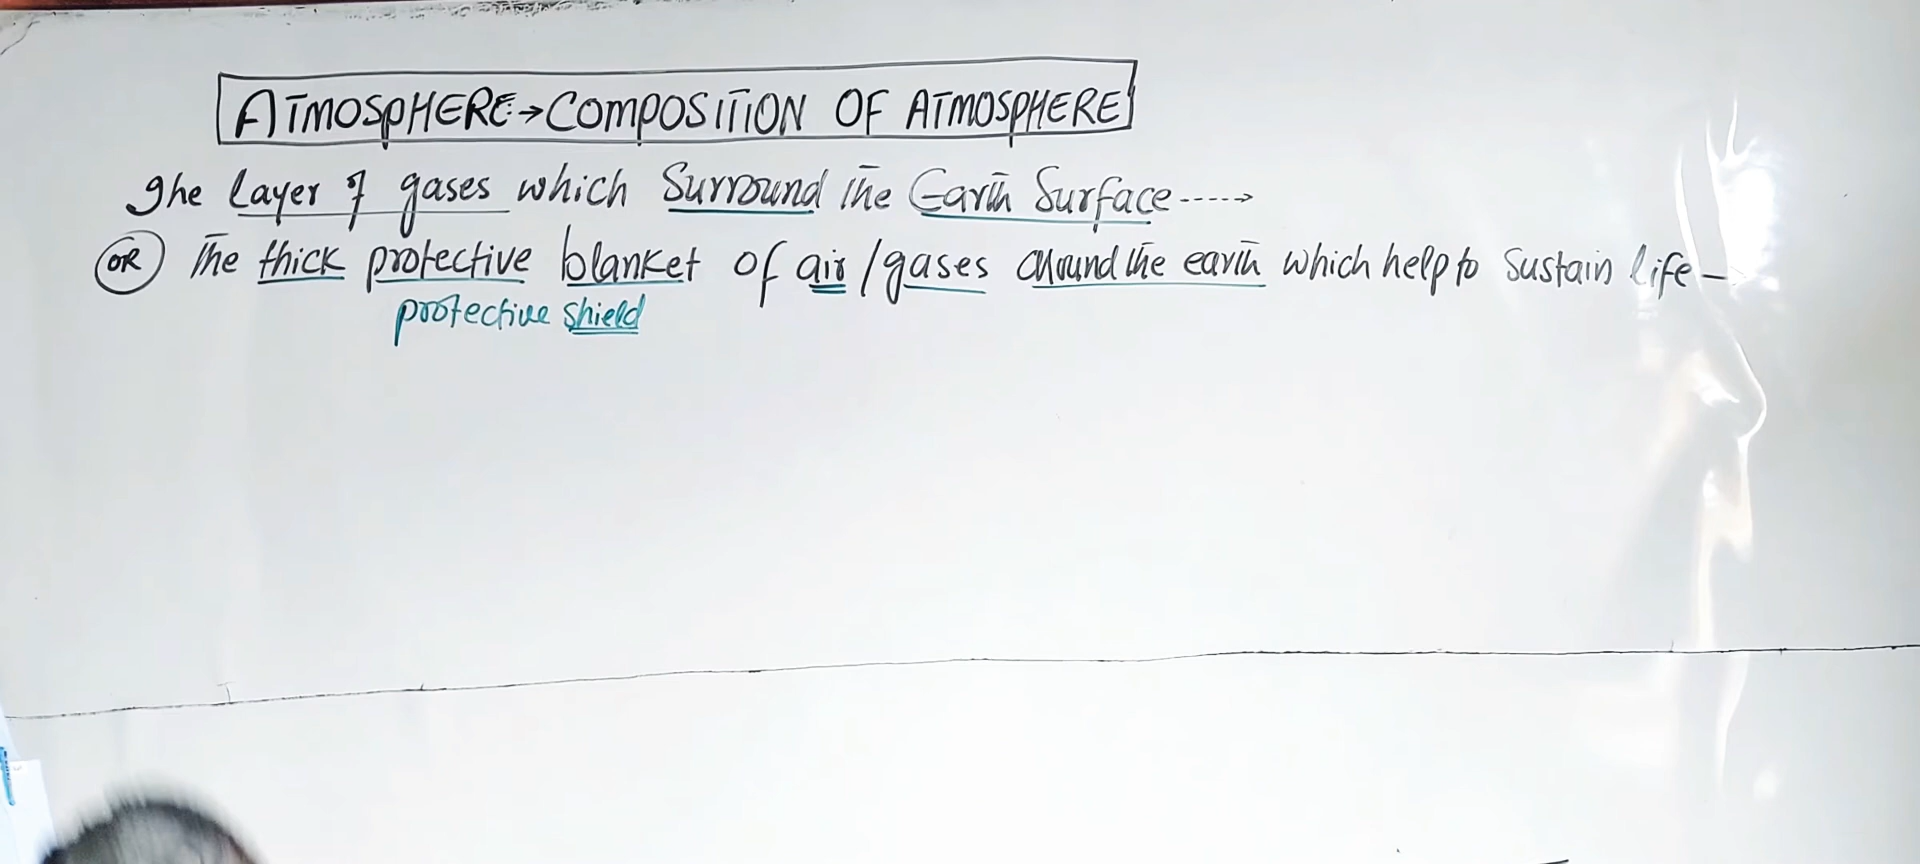 ATMOSPHERE→COMPOSITION OF ATMOSPHERE
The layer of gases which Surround the Earth Surface----->
OR The thick protective blanket of air/gases around the earth which help to Sustain life-
protective shield